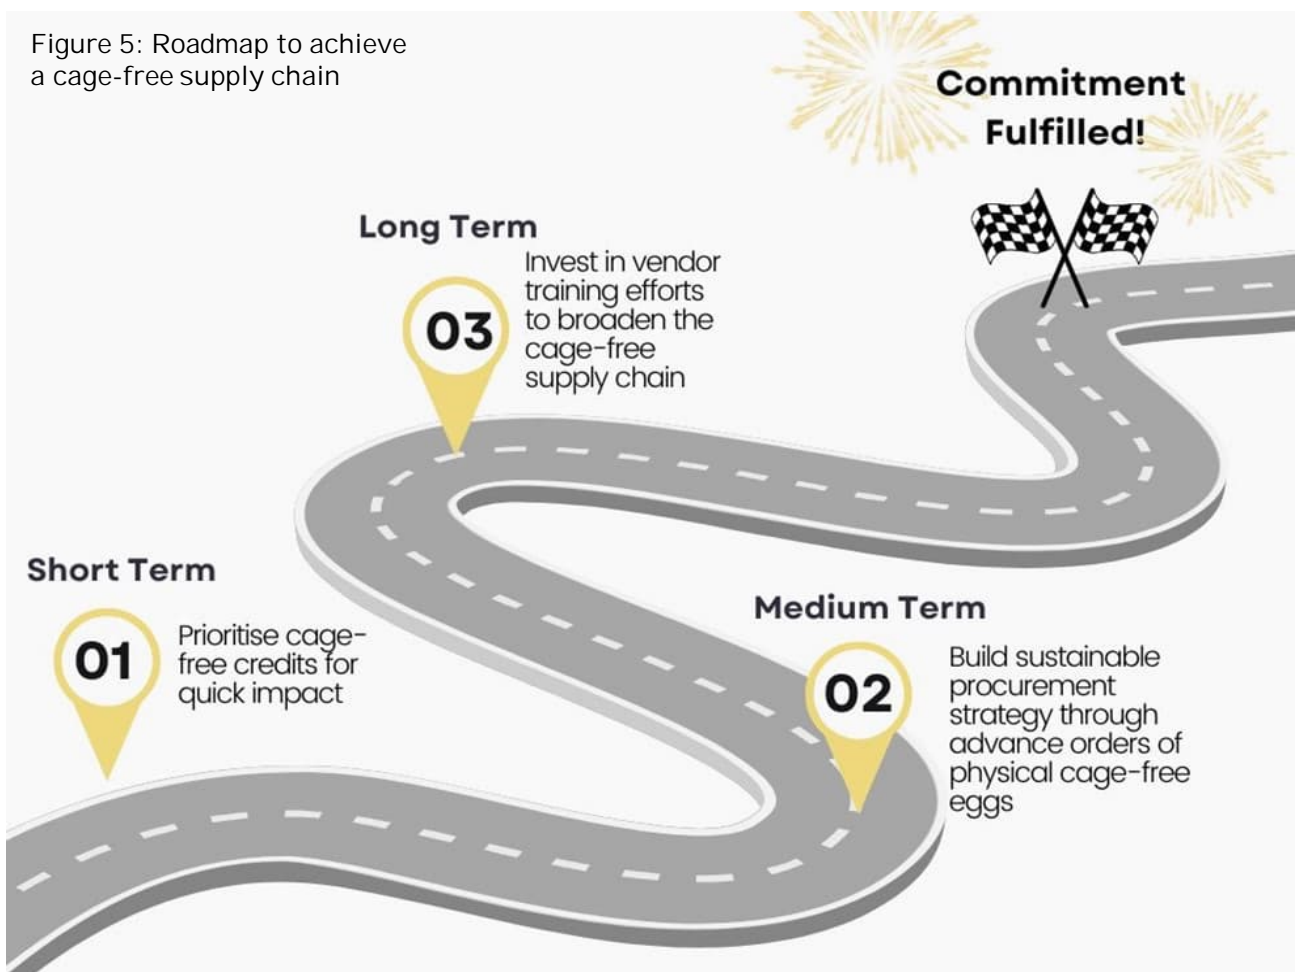 Figure 5: Roadmap to achieve
a cage-free supply chain
Commitment
Fulfilled!
Long Term
03
Invest in vendor
training efforts
to broaden the
cage-free
supply chain
Short Term
01
Prioritise cage-
free credits for
quick impact
Medium Term
02
Build sustainable
procurement
strategy through
advance orders of
physical cage-free
eggs